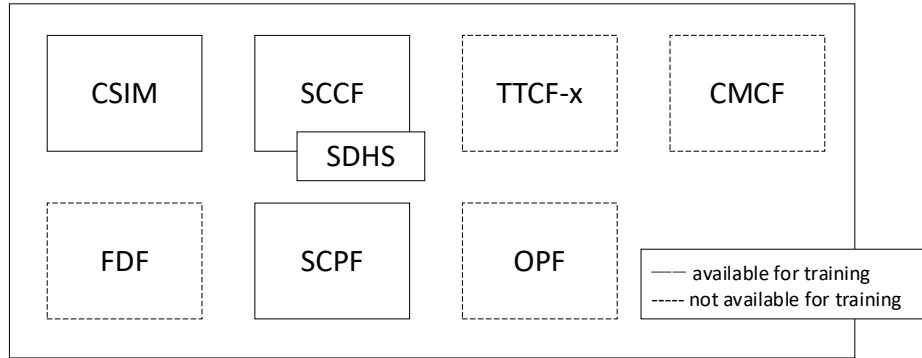 CSIM
SCCF
TTCF-x
CMCF
SDHS
FDF
SCPF
OPF
available for training
not available for training